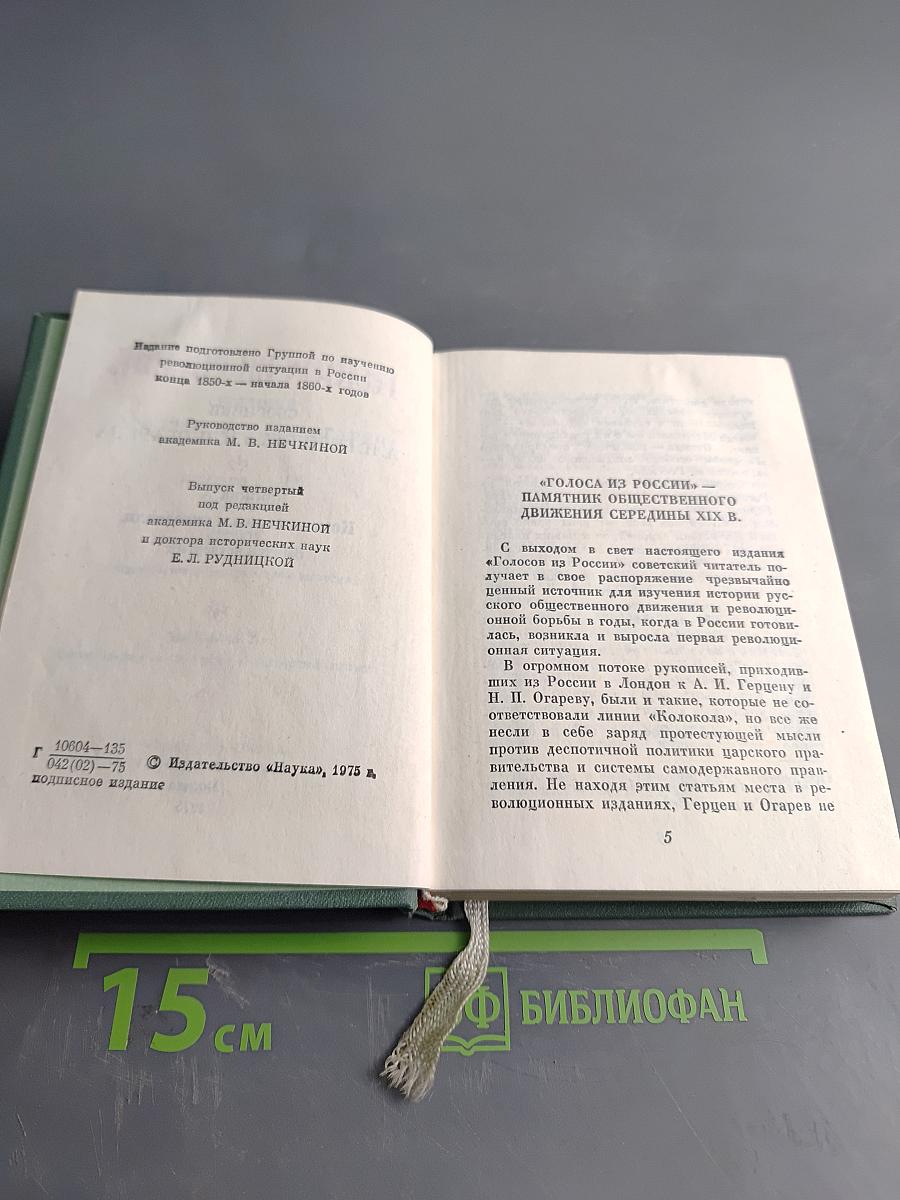 Издание подготовлено Группой по изучению
революционной ситуации в России
конца 1850-х — начала 1860-х годов
Руководство изданием
академика М. В. НЕЧКИНОЙ
Выпуск четвертый
под редакцией
академика М. В. НЕЧКИНОЙ
и доктора исторических наук
Е. Л. РУДНИЦКОЙ
Г 10604—135
042(02)—75
© Издательство «Наука», 1975 г.
подписное издание
«ГОЛОСА ИЗ РОССИИ» —
ПАМЯТНИК ОБЩЕСТВЕННОГО
ДВИЖЕНИЯ СЕРЕДИНЫ XIX В.
С выходом в свет настоящего издания
«Голосов из России» советский читатель по-
лучает в свое распоряжение чрезвычайно
ценный источник для изучения истории рус-
ского общественного движения и революци-
онной борьбы в годы, когда в России готови-
лась, возникла и выросла первая революци-
онная ситуация.
В огромном потоке рукописей, приходив-
ших из России в Лондон к А. И. Герцену и
Н. П. Огареву, были и такие, которые не со-
ответствовали линии «Колокола», но все же
несли в себе заряд протестующей мысли
против деспотичной политики царского пра-
вительства и системы самодержавного прав-
ления. Не находя этим статьям места в ре-
волюционных изданиях, Герцен и Огарев не
5
15 см
БФ БИБЛИОФАН